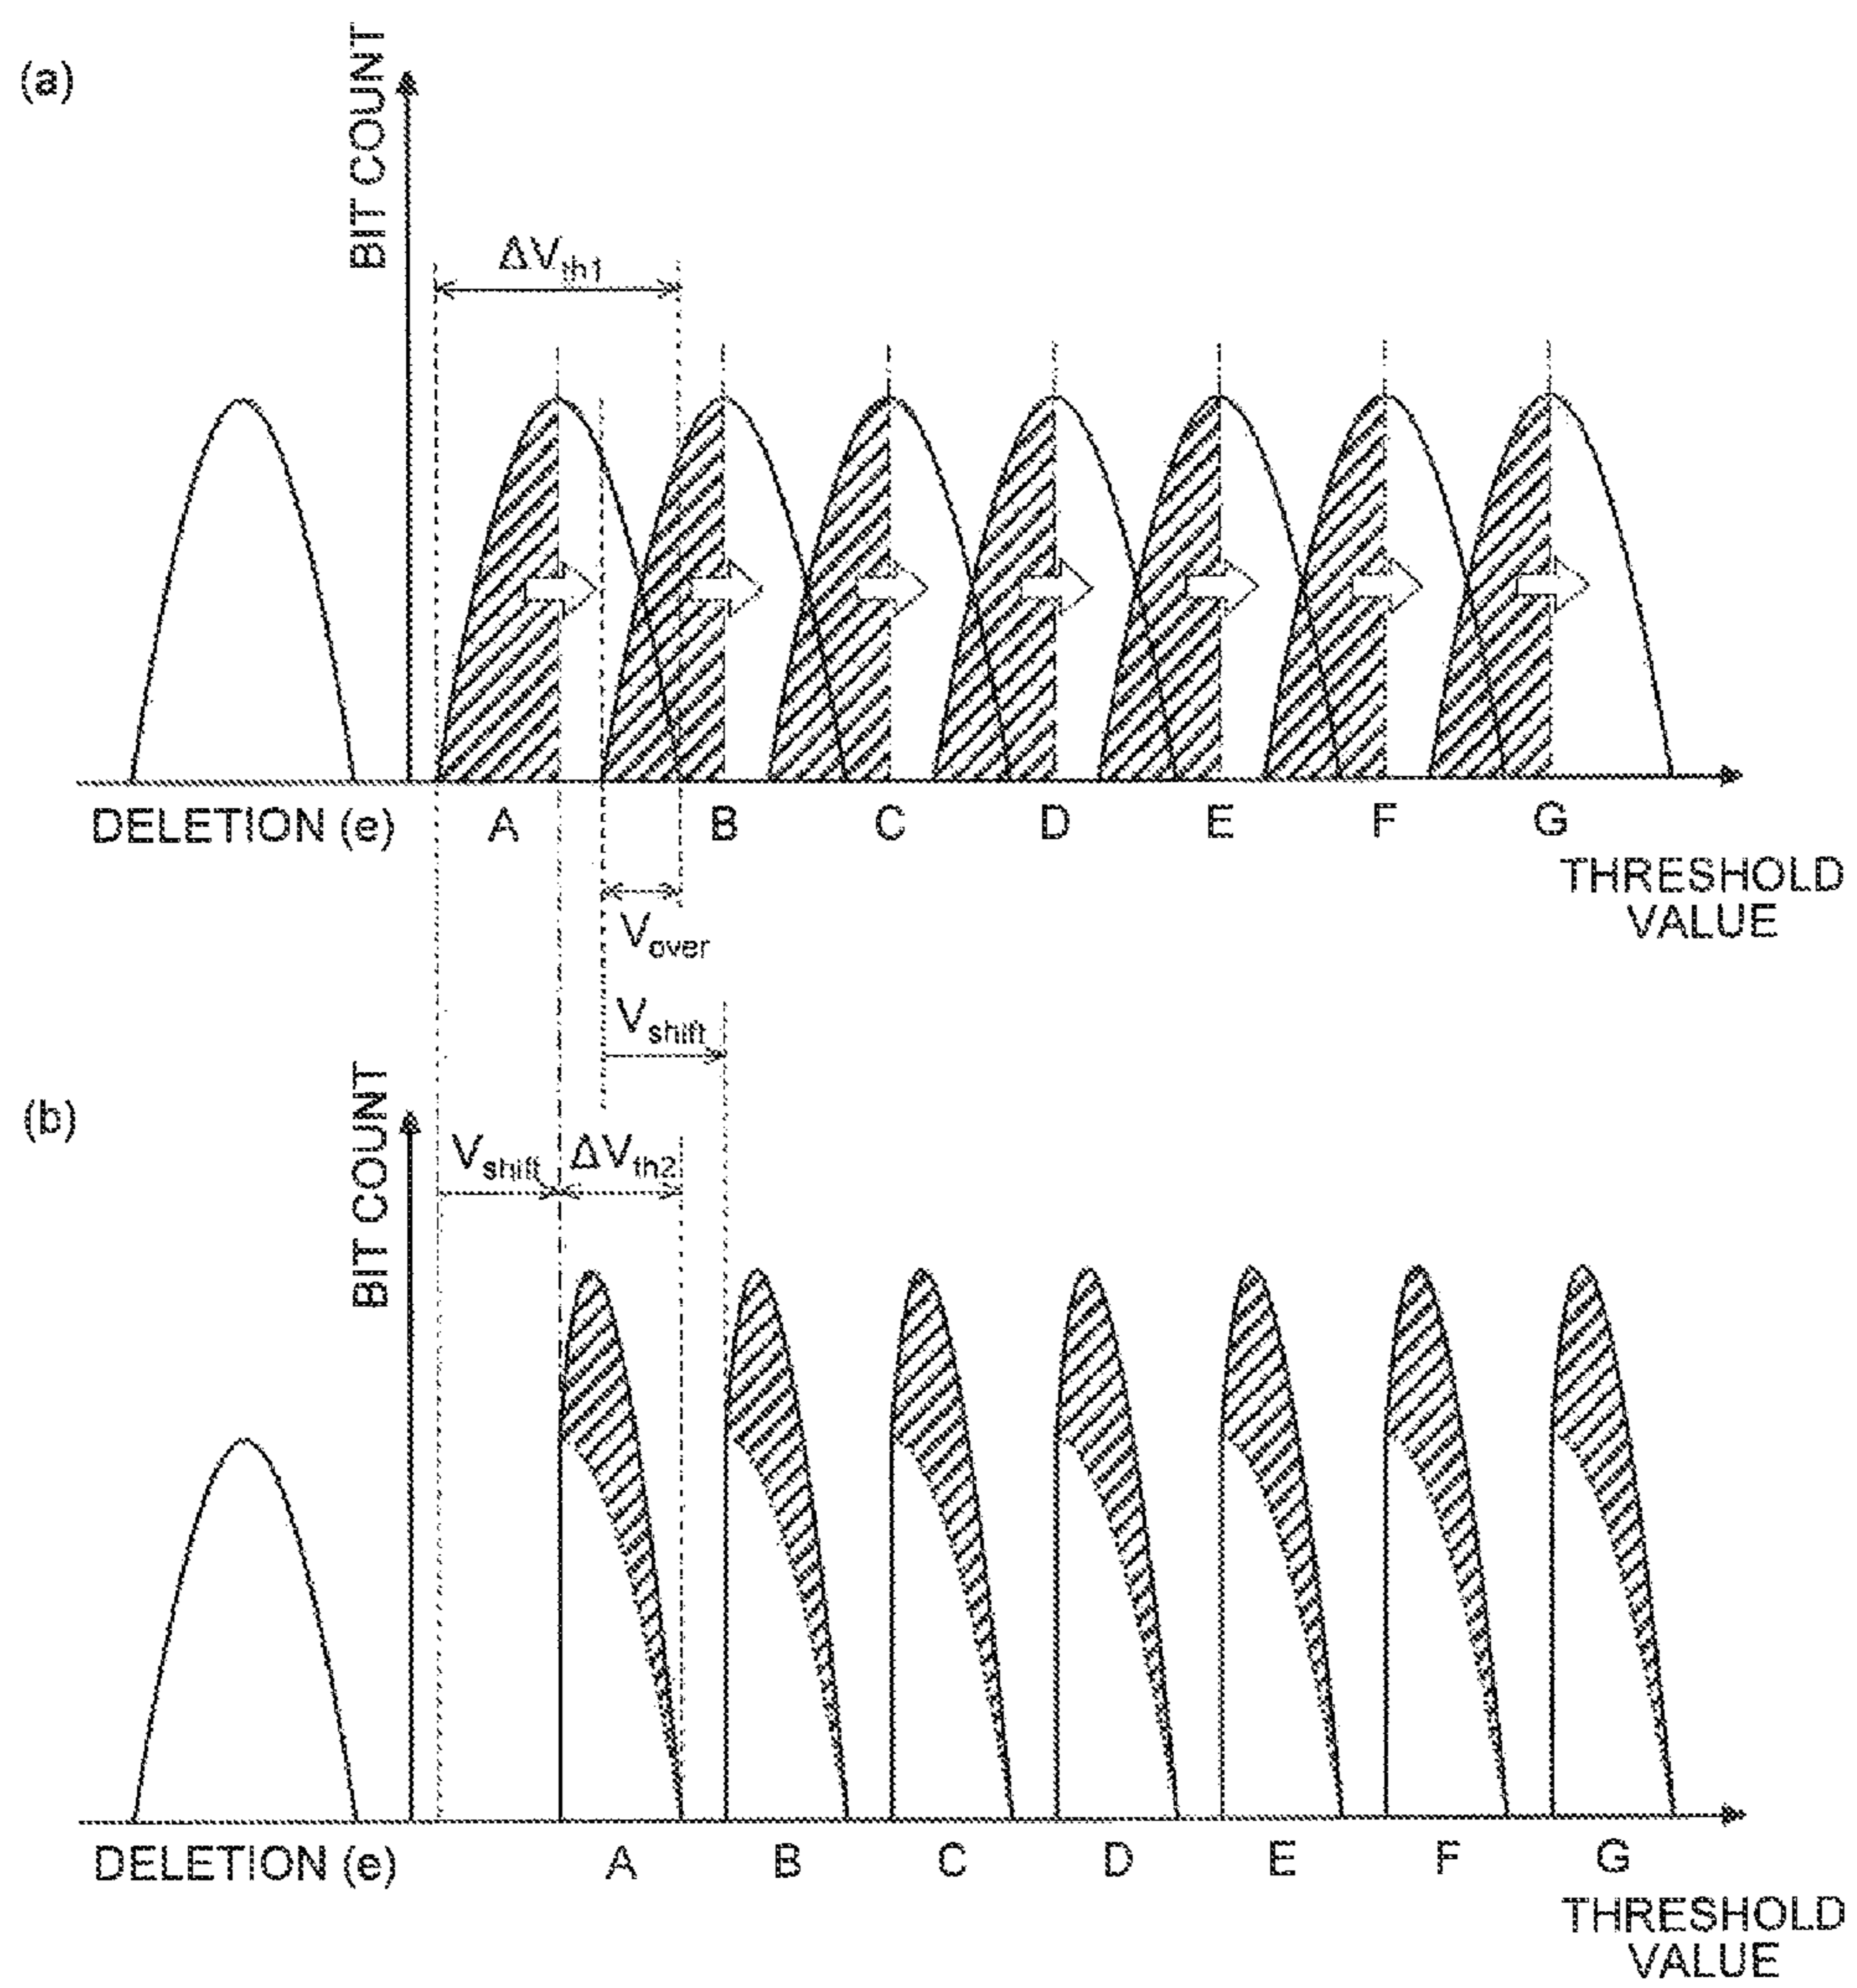 (a)
BIT COUNT
ΔVth1
DELETION (e) A B C D E F G
THRESHOLD
VALUE
Vover
Vshift
(b)
BIT COUNT
Vshift ΔVth2
DELETION (e) A B C D E F G
THRESHOLD
VALUE